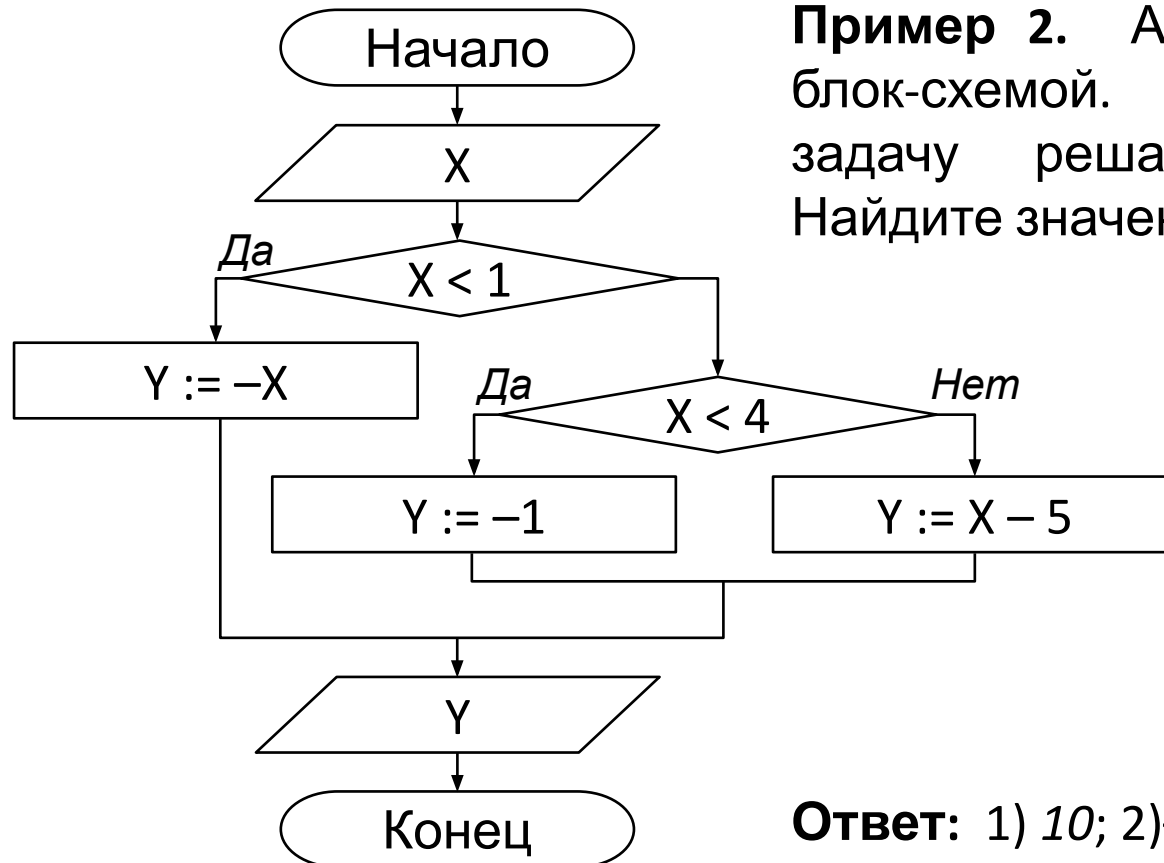 Начало
Пример 2. А
блок-схемой.
задачу реша
Найдите значен
X
Да
X < 1
Y := –X
Да
X < 4
Нет
Y := –1
Y := X – 5
Y
Конец
Ответ: 1) 10; 2)